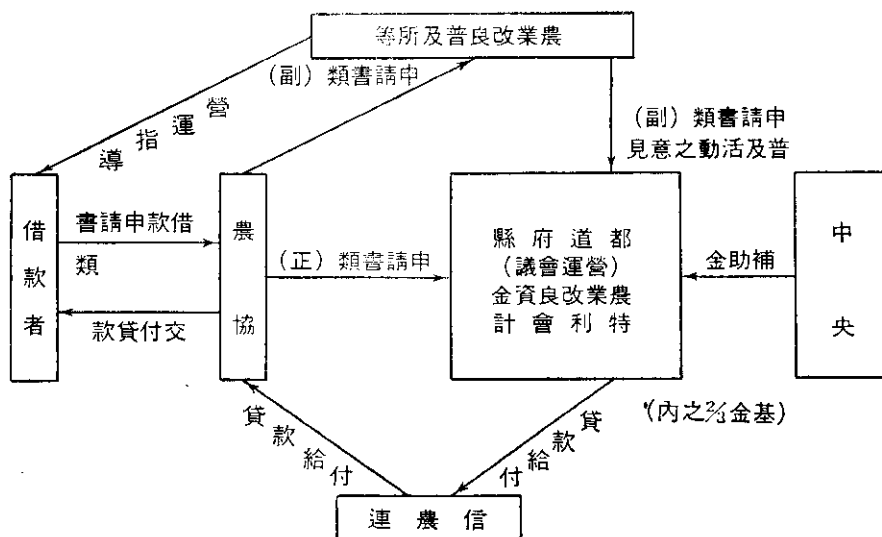 農業改良普及所等
申請書類(副)
營運指導
申請書類(副)
普及活動之意見
借款者
借款申請書
類
交付貸款
農協
申請書類(正)
都道府縣
(營運會議)
農業改良資金
特利會計
補助金
中央
(基金⅔之內)
貸款給付
貸款給付
信農連